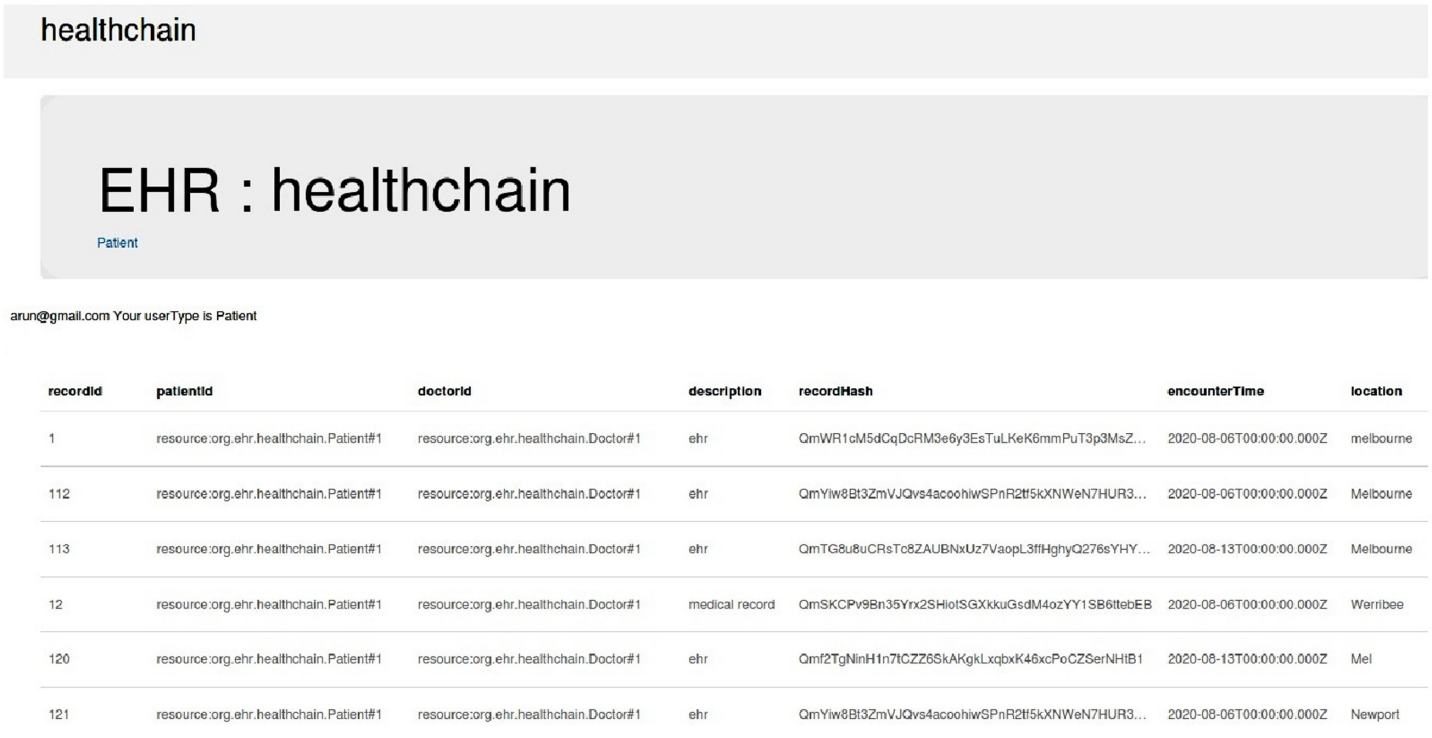 healthchain
EHR : healthchain
Patient
arun@gmail.com Your userType is Patient
recordId patientId doctorId description recordHash encounterTime location
1 resource:org.ehr.healthchain.Patient#1 resource:org.ehr.healthchain.Doctor#1 ehr QmWR1cM5dCqDcRM3e6y3EsTuLKeK6mmPuT3p3MsZ... 2020-08-06T00:00:00.000Z melbourne
112 resource:org.ehr.healthchain.Patient#1 resource:org.ehr.healthchain.Doctor#1 ehr QmYiw8Bt3ZmVJQvs4acoohiwSPnR2tf5kXNWeN7HUR3... 2020-08-06T00:00:00.000Z Melbourne
113 resource:org.ehr.healthchain.Patient#1 resource:org.ehr.healthchain.Doctor#1 ehr QmTG8u8uCRsTc8ZAUBNxUz7VaopL3ffHghyQ276sYHY... 2020-08-13T00:00:00.000Z Melbourne
12 resource:org.ehr.healthchain.Patient#1 resource:org.ehr.healthchain.Doctor#1 medical record QmSKCPv9Bn35Yrx2SHiotSGXkkuGsdM4ozYY1SB6ttebEB 2020-08-06T00:00:00.000Z Werribee
120 resource:org.ehr.healthchain.Patient#1 resource:org.ehr.healthchain.Doctor#1 ehr Qmf2TgNinH1n7tCZZ6SkAKgkLxqbxK46xcPoCZSerNHtB1 2020-08-13T00:00:00.000Z Mel
121 resource:org.ehr.healthchain.Patient#1 resource:org.ehr.healthchain.Doctor#1 ehr QmYiw8Bt3ZmVJQvs4acoohiwSPnR2tf5kXNWeN7HUR3... 2020-08-06T00:00:00.000Z Newport